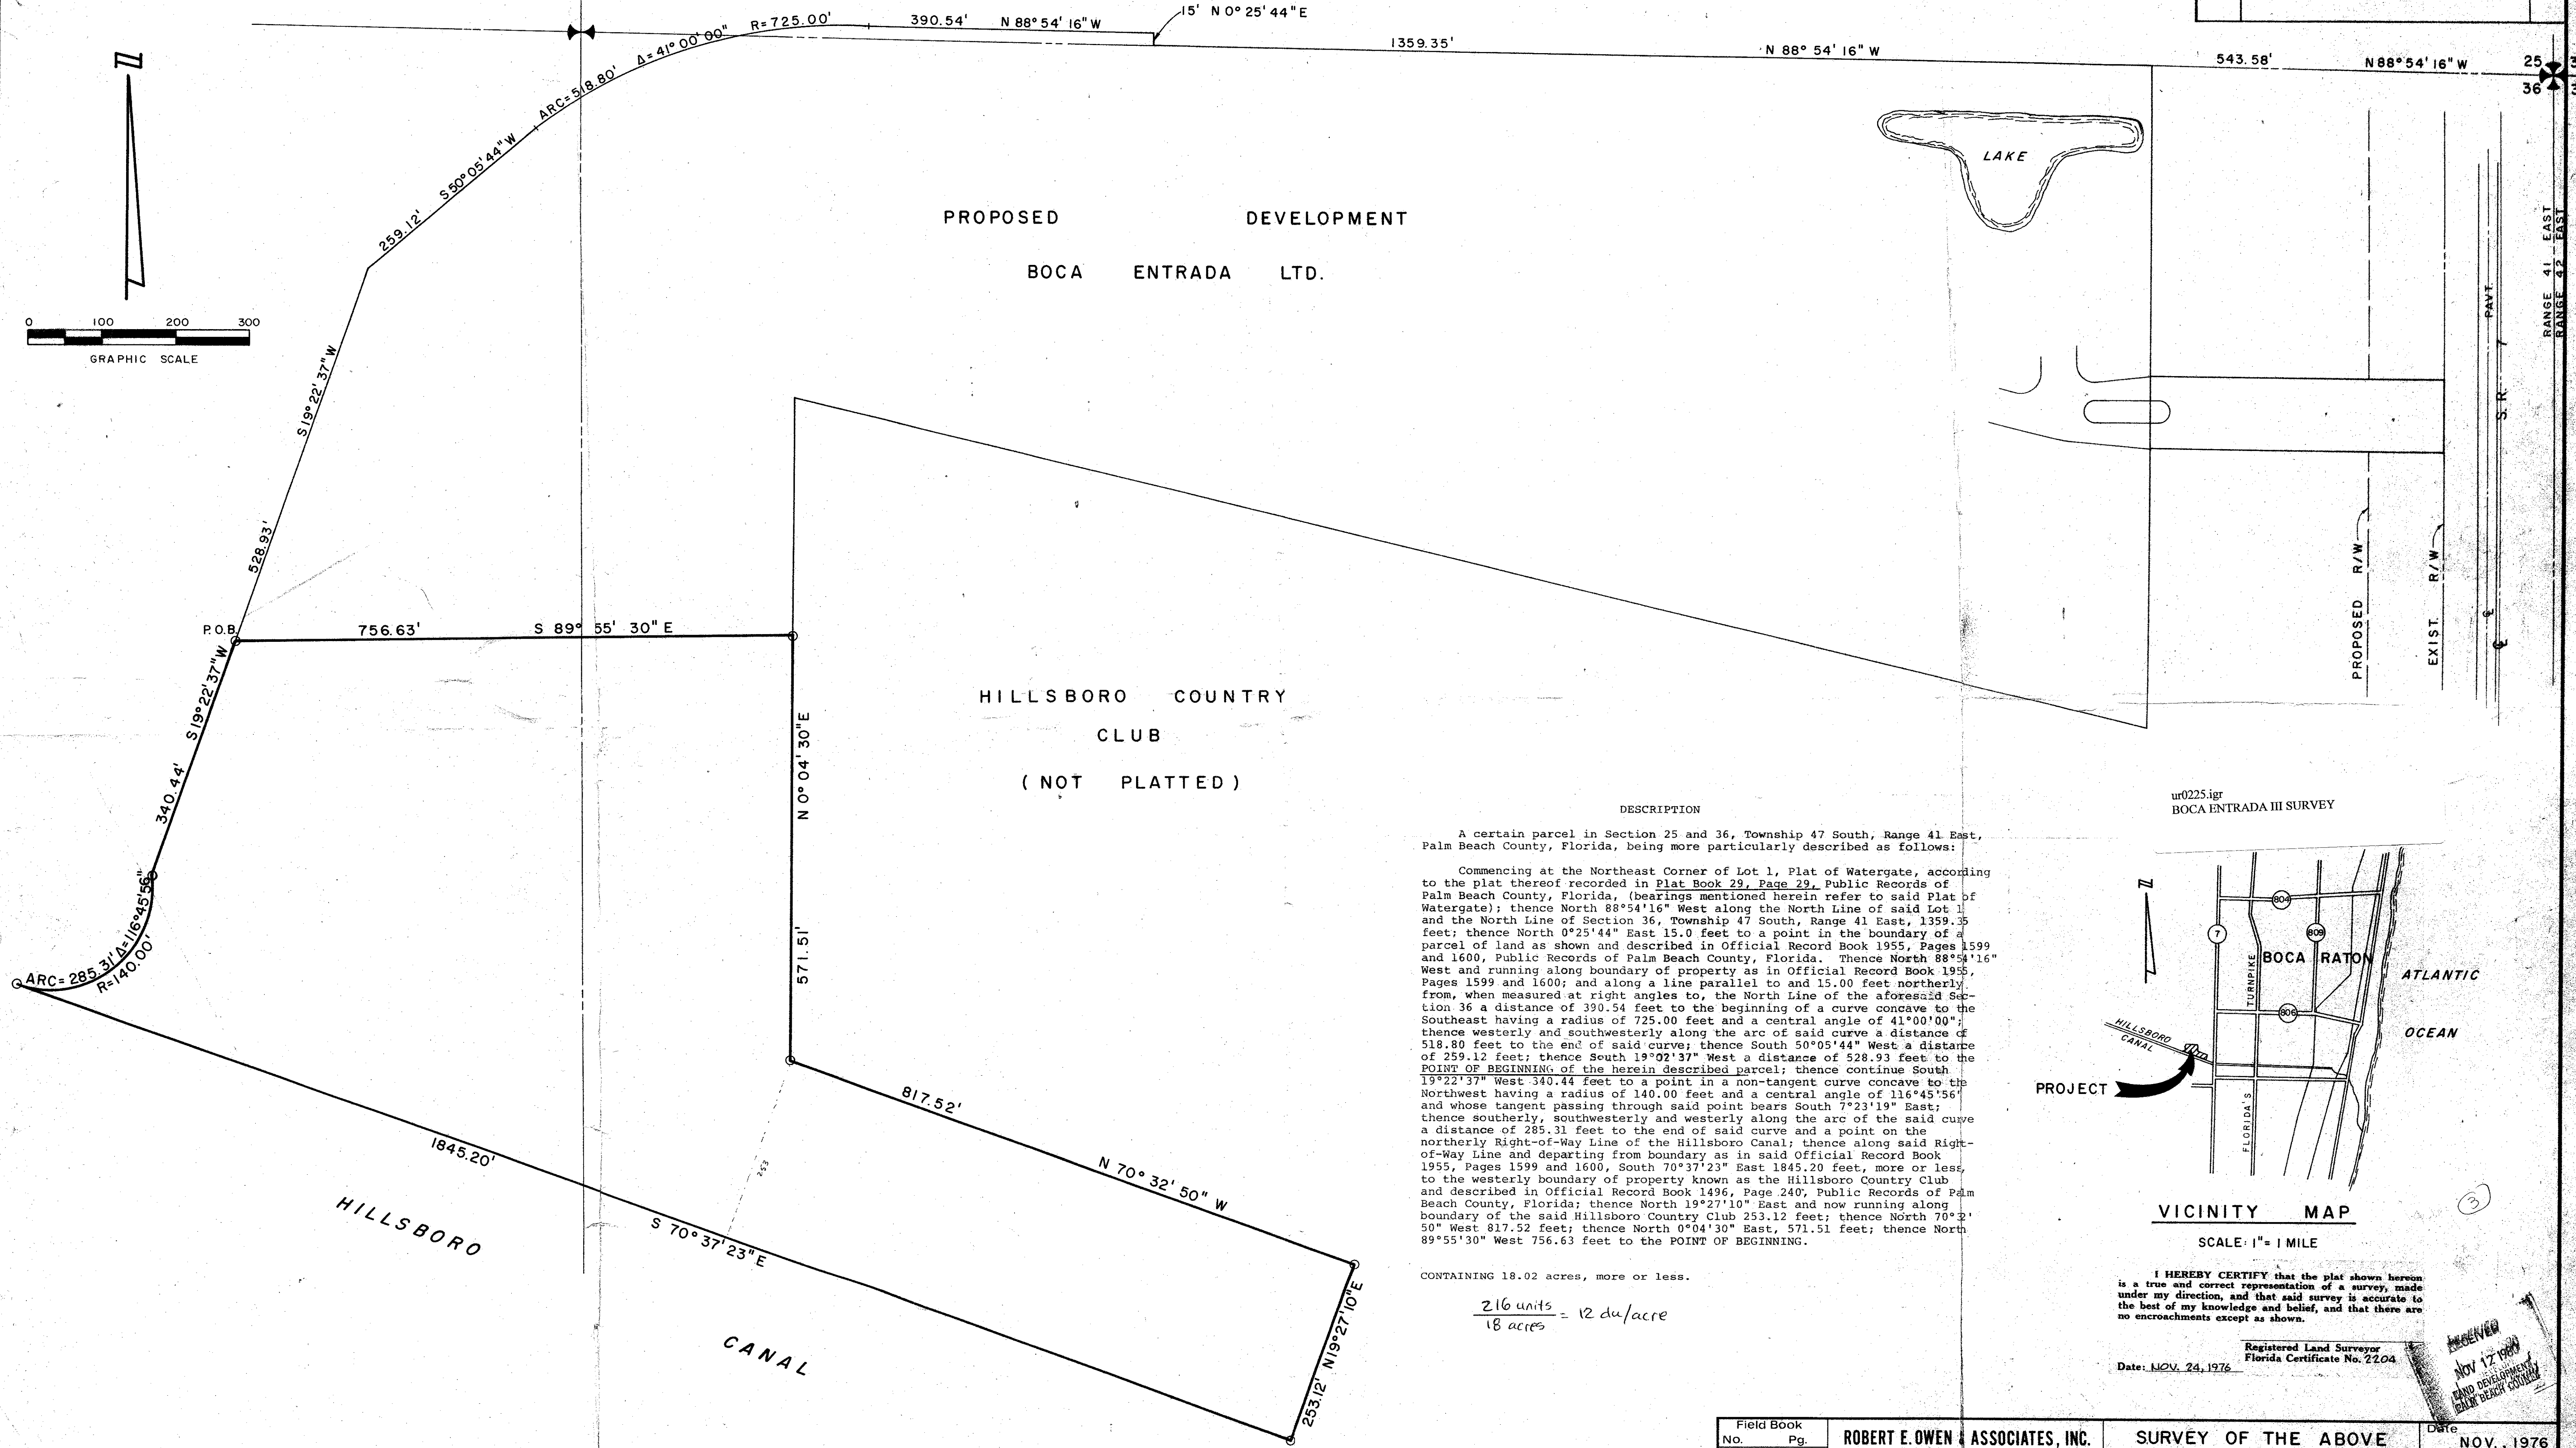 15' N 0° 25' 44" E
R=725.00' 390.54' N 88° 54' 16" W
Δ=41° 00' 00"
ARC=518.80'
1359.35' N 88° 54' 16" W
543.58' N 88° 54' 16" W
25
36
S 50° 05' 44" W
259.12'
LAKE
PROPOSED DEVELOPMENT
BOCA ENTRADA LTD.
RANGE 41 EAST
RANGE 42 EAST
PAVT.
S. R. 7
0 100 200 300
GRAPHIC SCALE
S 19° 22' 37" W
528.93'
PROPOSED R/W
EXIST. R/W
P.O.B.
756.63' S 89° 55' 30" E
S 19° 22' 37" W
340.44'
HILLSBORO COUNTRY
CLUB
( NOT PLATTED )
N 0° 04' 30" E
571.51'
Δ=116°45'56"
ARC= 285.31'
R=140.00'
817.52'
N 70° 32' 50" W
253
1845.20'
S 70° 37' 23" E
HILLSBORO
CANAL
N 19° 27' 10" E
253.12'
DESCRIPTION
A certain parcel in Section 25 and 36, Township 47 South, Range 41 East,
Palm Beach County, Florida, being more particularly described as follows:
Commencing at the Northeast Corner of Lot 1, Plat of Watergate, according
to the plat thereof recorded in Plat Book 29, Page 29, Public Records of
Palm Beach County, Florida, (bearings mentioned herein refer to said Plat of
Watergate); thence North 88°54'16" West along the North Line of said Lot 1
and the North Line of Section 36, Township 47 South, Range 41 East, 1359.35
feet; thence North 0°25'44" East 15.0 feet to a point in the boundary of a
parcel of land as shown and described in Official Record Book 1955, Pages 1599
and 1600, Public Records of Palm Beach County, Florida. Thence North 88°54'16"
West and running along boundary of property as in Official Record Book 1955,
Pages 1599 and 1600; and along a line parallel to and 15.00 feet northerly
from, when measured at right angles to, the North Line of the aforesaid Sec-
tion 36 a distance of 390.54 feet to the beginning of a curve concave to the
Southeast having a radius of 725.00 feet and a central angle of 41°00'00";
thence westerly and southwesterly along the arc of said curve a distance of
518.80 feet to the end of said curve; thence South 50°05'44" West a distance
of 259.12 feet; thence South 19°02'37" West a distance of 528.93 feet to the
POINT OF BEGINNING of the herein described parcel; thence continue South
19°22'37" West 340.44 feet to a point in a non-tangent curve concave to the
Northwest having a radius of 140.00 feet and a central angle of 116°45'56"
and whose tangent passing through said point bears South 7°23'19" East;
thence southerly, southwesterly and westerly along the arc of the said curve
a distance of 285.31 feet to the end of said curve and a point on the
northerly Right-of-Way Line of the Hillsboro Canal; thence along said Right-
of-Way Line and departing from boundary as in said Official Record Book
1955, Pages 1599 and 1600, South 70°37'23" East 1845.20 feet, more or less,
to the westerly boundary of property known as the Hillsboro Country Club
and described in Official Record Book 1496, Page 240, Public Records of Palm
Beach County, Florida; thence North 19°27'10" East and now running along
boundary of the said Hillsboro Country Club 253.12 feet; thence North 70°32'
50" West 817.52 feet; thence North 0°04'30" East, 571.51 feet; thence North
89°55'30" West 756.63 feet to the POINT OF BEGINNING.
CONTAINING 18.02 acres, more or less.
216 units
18 acres
= 12 du/acre
ur0225.igr
BOCA ENTRADA III SURVEY
804
7
809
BOCA RATON
ATLANTIC
OCEAN
TURNPIKE
806
HILLSBORO
CANAL
PROJECT
FLORIDA'S
VICINITY MAP
SCALE: 1"= 1 MILE
3
I HEREBY CERTIFY that the plat shown hereon
is a true and correct representation of a survey, made
under my direction, and that said survey is accurate to
the best of my knowledge and belief, and that there are
no encroachments except as shown.
Registered Land Surveyor
Florida Certificate No. 2204
Date: NOV. 24, 1976
RECEIVED
NOV 12 1980
LAND DEVELOPMENT
PALM BEACH COUNTY
Field Book
No. Pg.
ROBERT E. OWEN & ASSOCIATES, INC.
SURVEY OF THE ABOVE
Date
NOV., 1976